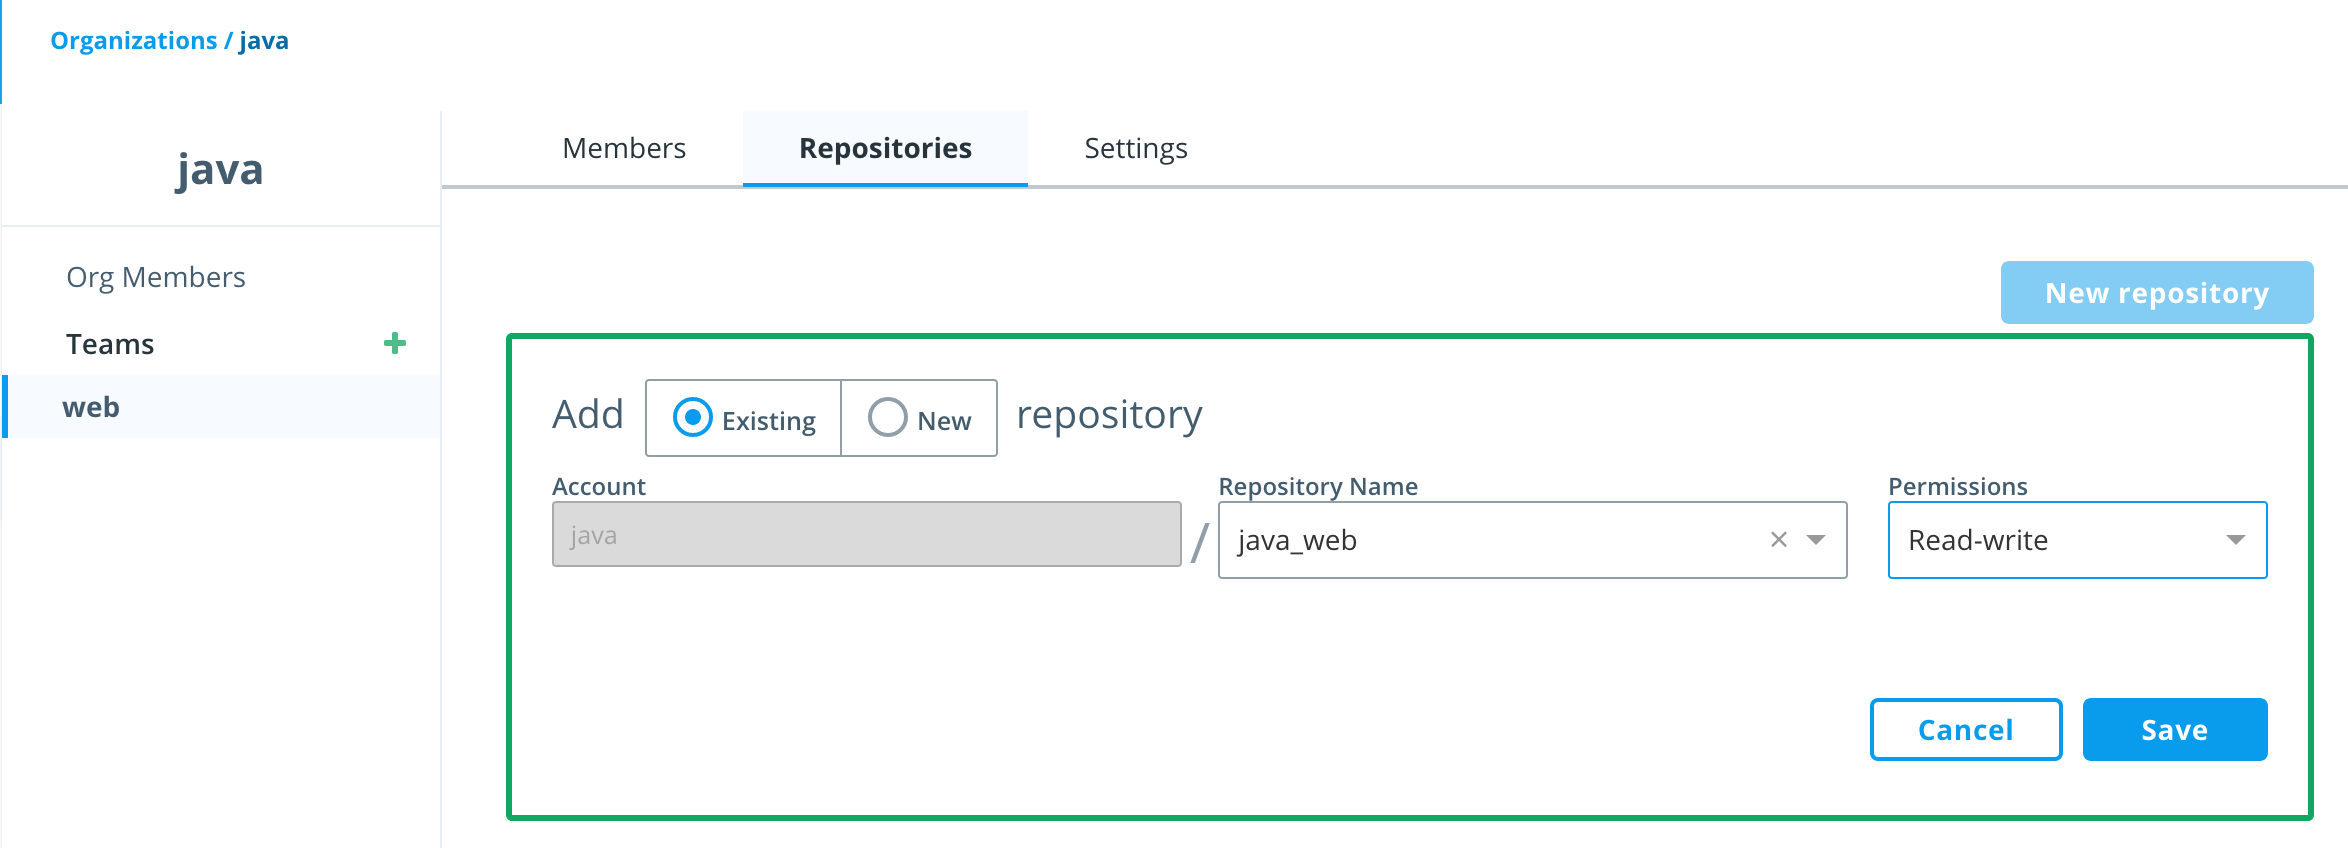 Organizations / java
java
Members Repositories Settings
Org Members
Teams
web
New repository
Add Existing New repository
Account Repository Name Permissions
java / java_web Read-write
Cancel Save